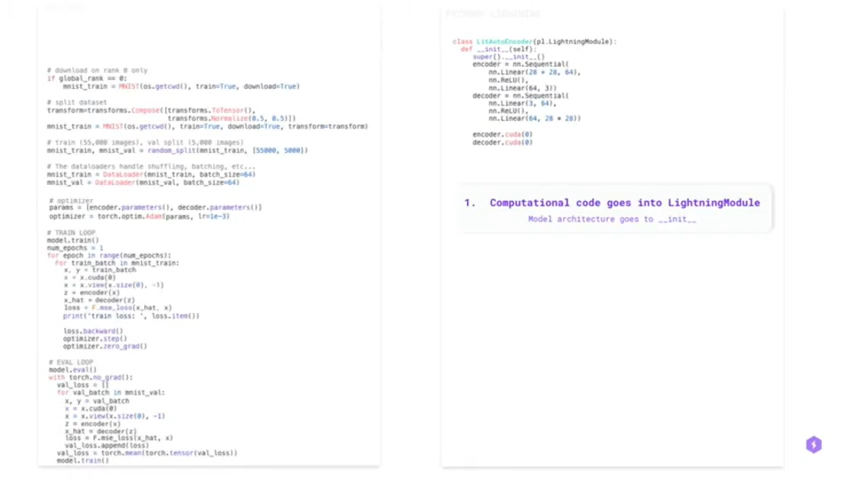 # download on rank 0 only
if global_rank == 0:
mnist_train = MNIST(os.getcwd(), train=True, download=True)
# split dataset
transform=transforms.Compose([transforms.ToTensor(),
transforms.Normalize(0.5, 0.5)])
mnist_train = MNIST(os.getcwd(), train=True, download=True, transform=transform)
# train (55,000 images), val split (5,000 images)
mnist_train, mnist_val = random_split(mnist_train, [55000, 5000])
# The dataloaders handle shuffling, batching, etc...
mnist_train = DataLoader(mnist_train, batch_size=64)
mnist_val = DataLoader(mnist_val, batch_size=64)
# optimizer
params = [encoder.parameters(), decoder.parameters()]
optimizer = torch.optim.Adam(params, lr=1e-3)
# TRAIN LOOP
model.train()
num_epochs = 1
for epoch in range(num_epochs):
for train_batch in mnist_train:
x, y = train_batch
x = x.cuda(0)
x = x.view(x.size(0), -1)
z = encoder(x)
x_hat = decoder(z)
loss = F.mse_loss(x_hat, x)
print('train loss: ', loss.item())
loss.backward()
optimizer.step()
optimizer.zero_grad()
# EVAL LOOP
model.eval()
with torch.no_grad():
val_loss = []
for val_batch in mnist_val:
x, y = val_batch
x = x.cuda(0)
x = x.view(x.size(0), -1)
z = encoder(x)
x_hat = decoder(z)
loss = F.mse_loss(x_hat, x)
val_loss.append(loss)
val_loss = torch.mean(torch.tensor(val_loss))
model.train()
class LitAutoEncoder(pl.LightningModule):
def __init__(self):
super().__init__()
encoder = nn.Sequential(
nn.Linear(28 * 28, 64),
nn.ReLU(),
nn.Linear(64, 3))
decoder = nn.Sequential(
nn.Linear(3, 64),
nn.ReLU(),
nn.Linear(64, 28 * 28))
encoder.cuda(0)
decoder.cuda(0)
1. Computational code goes into LightningModule
Model architecture goes to __init__